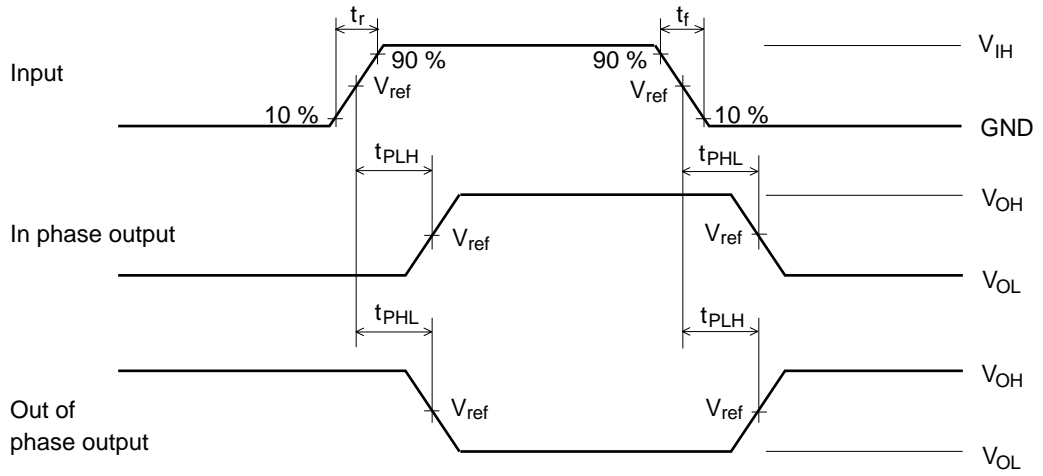 tr
tf
90 %
90 %
VIH
Input
Vref
Vref
10 %
10 %
GND
tPLH
tPHL
VOH
In phase output
Vref
Vref
VOL
tPHL
tPLH
VOH
Out of
phase output
Vref
Vref
VOL